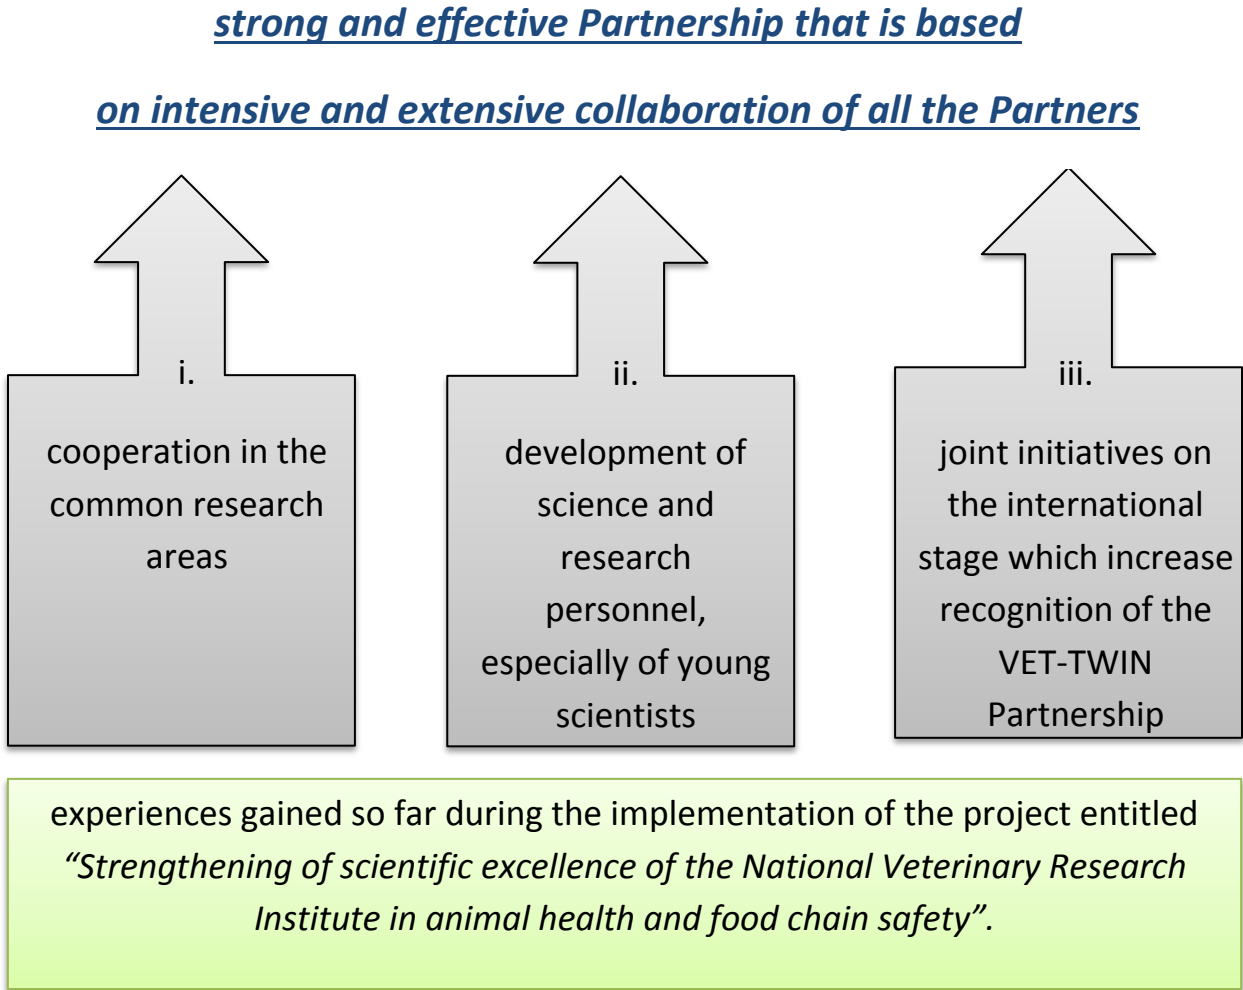 strong and effective Partnership that is based
on intensive and extensive collaboration of all the Partners
i.
cooperation in the
common research
areas
ii.
development of
science and
research
personnel,
especially of young
scientists
iii.
joint initiatives on
the international
stage which increase
recognition of the
VET-TWIN
Partnership
experiences gained so far during the implementation of the project entitled
“Strengthening of scientific excellence of the National Veterinary Research
Institute in animal health and food chain safety”.